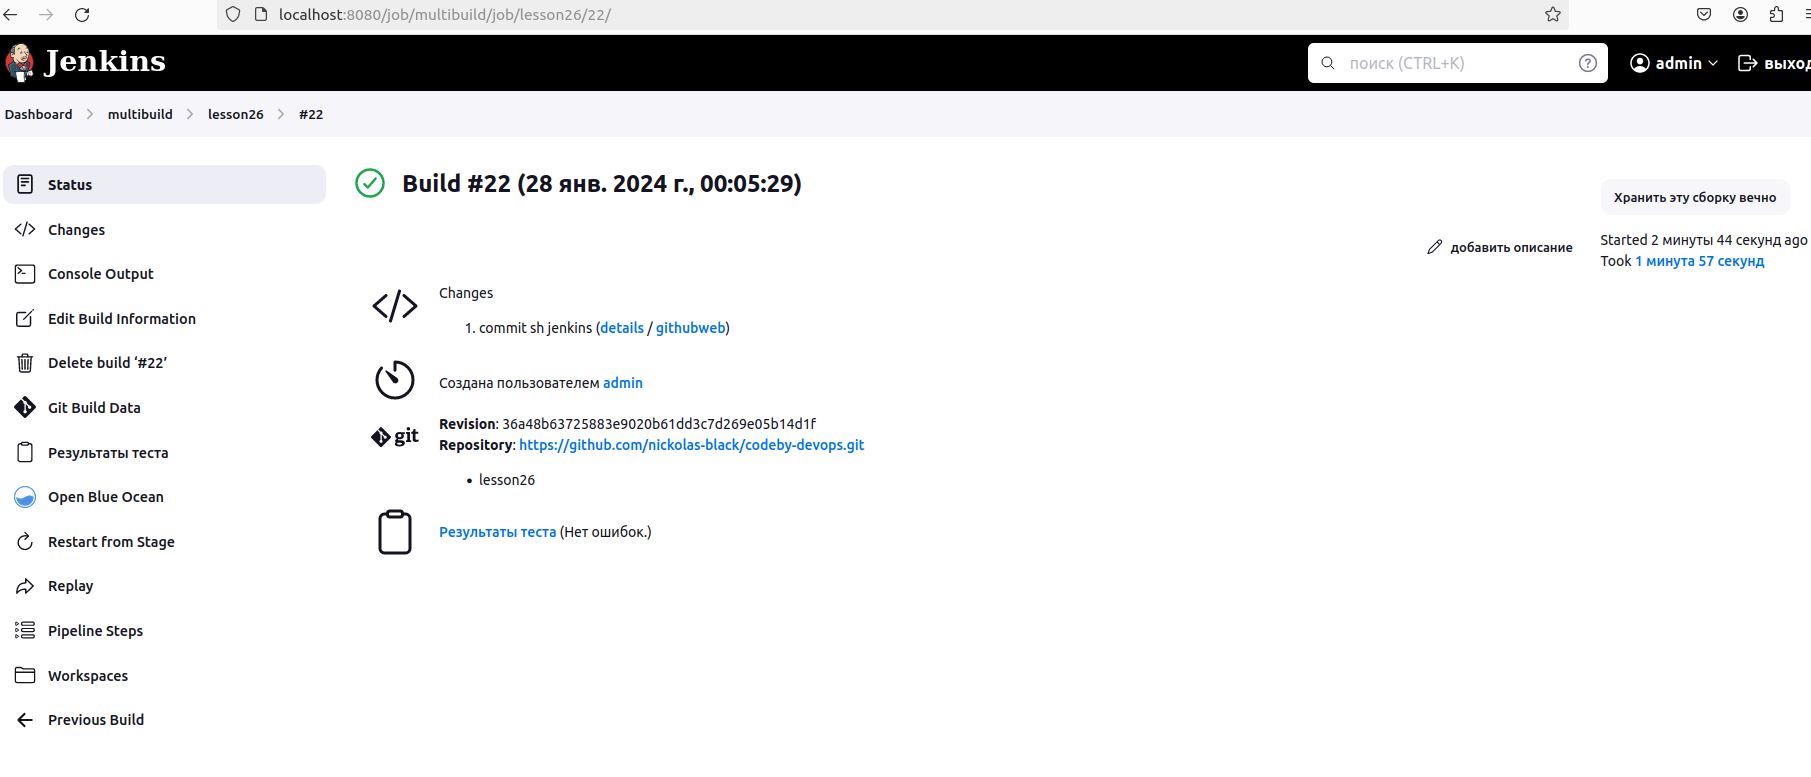 localhost:8080/job/multibuild/job/lesson26/22/
Jenkins
поиск (CTRL+K)
?
admin
выход
Dashboard > multibuild > lesson26 > #22
Status
Changes
Console Output
Edit Build Information
Delete build ‘#22’
Git Build Data
Результаты теста
Open Blue Ocean
Restart from Stage
Replay
Pipeline Steps
Workspaces
Previous Build
Build #22 (28 янв. 2024 г., 00:05:29)
Хранить эту сборку вечно
добавить описание
Started 2 минуты 44 секунд ago
Took 1 минута 57 секунд
Changes
1. commit sh jenkins (details / githubweb)
Создана пользователем admin
git
Revision: 36a48b63725883e9020b61dd3c7d269e05b14d1f
Repository: https://github.com/nickolas-black/codeby-devops.git
• lesson26
Результаты теста (Нет ошибок.)